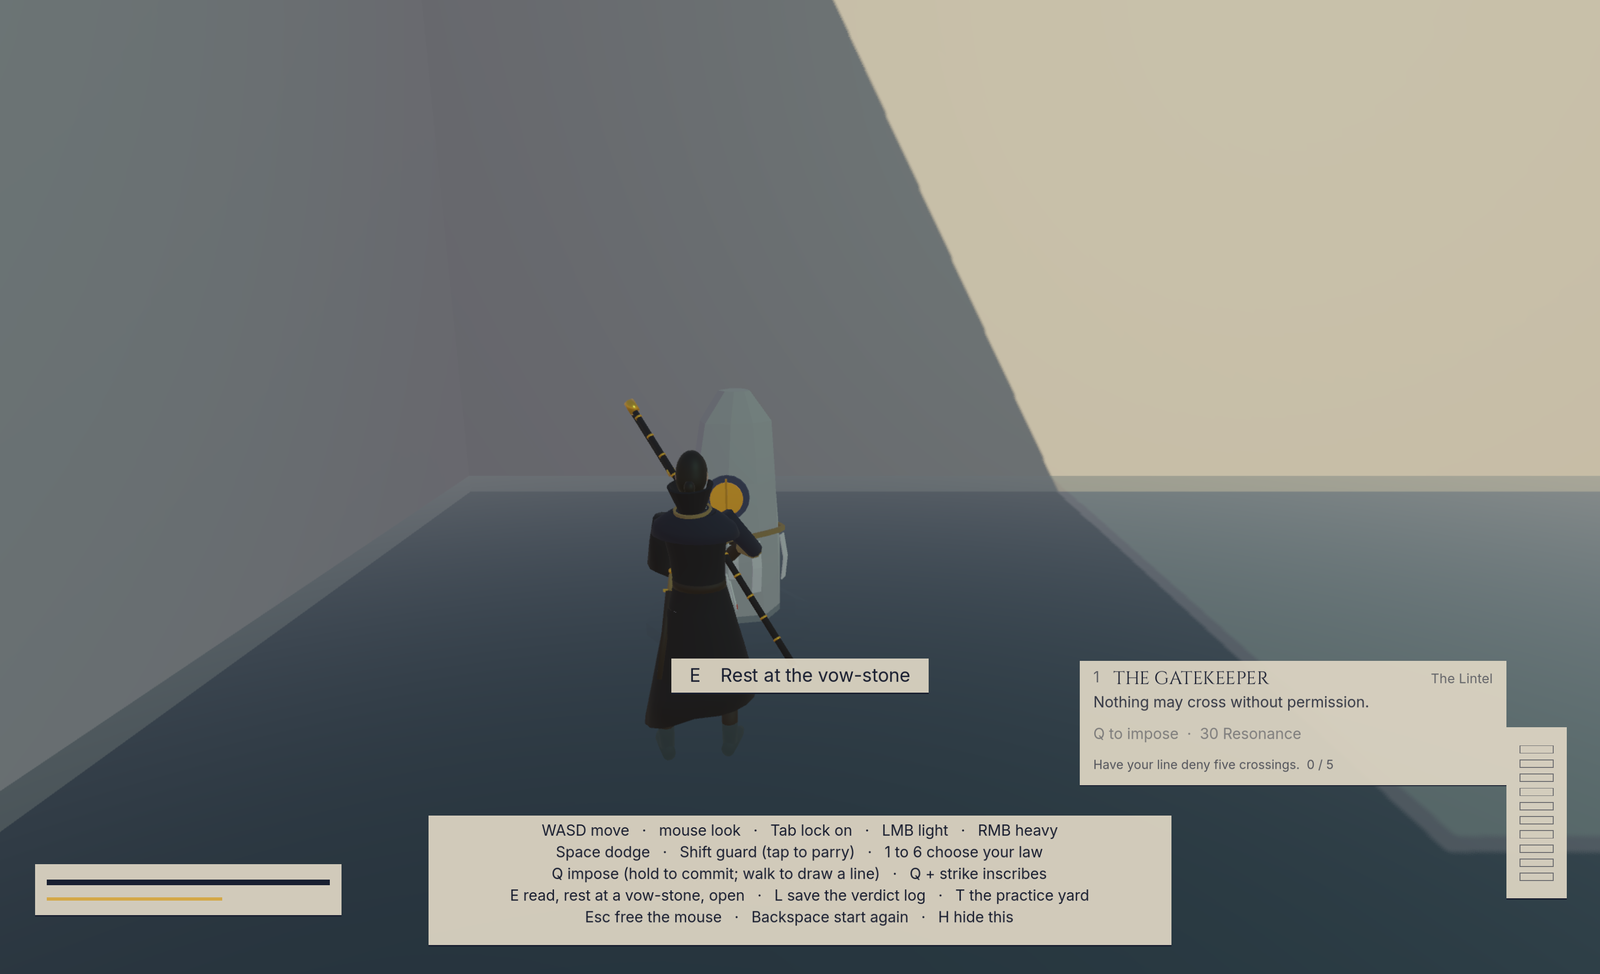 E Rest at the vow-stone
1 THE GATEKEEPER The Lintel
Nothing may cross without permission.
Q to impose · 30 Resonance
Have your line deny five crossings. 0 / 5
WASD move · mouse look · Tab lock on · LMB light · RMB heavy
Space dodge · Shift guard (tap to parry) · 1 to 6 choose your law
Q impose (hold to commit; walk to draw a line) · Q + strike inscribes
E read, rest at a vow-stone, open · L save the verdict log · T the practice yard
Esc free the mouse · Backspace start again · H hide this